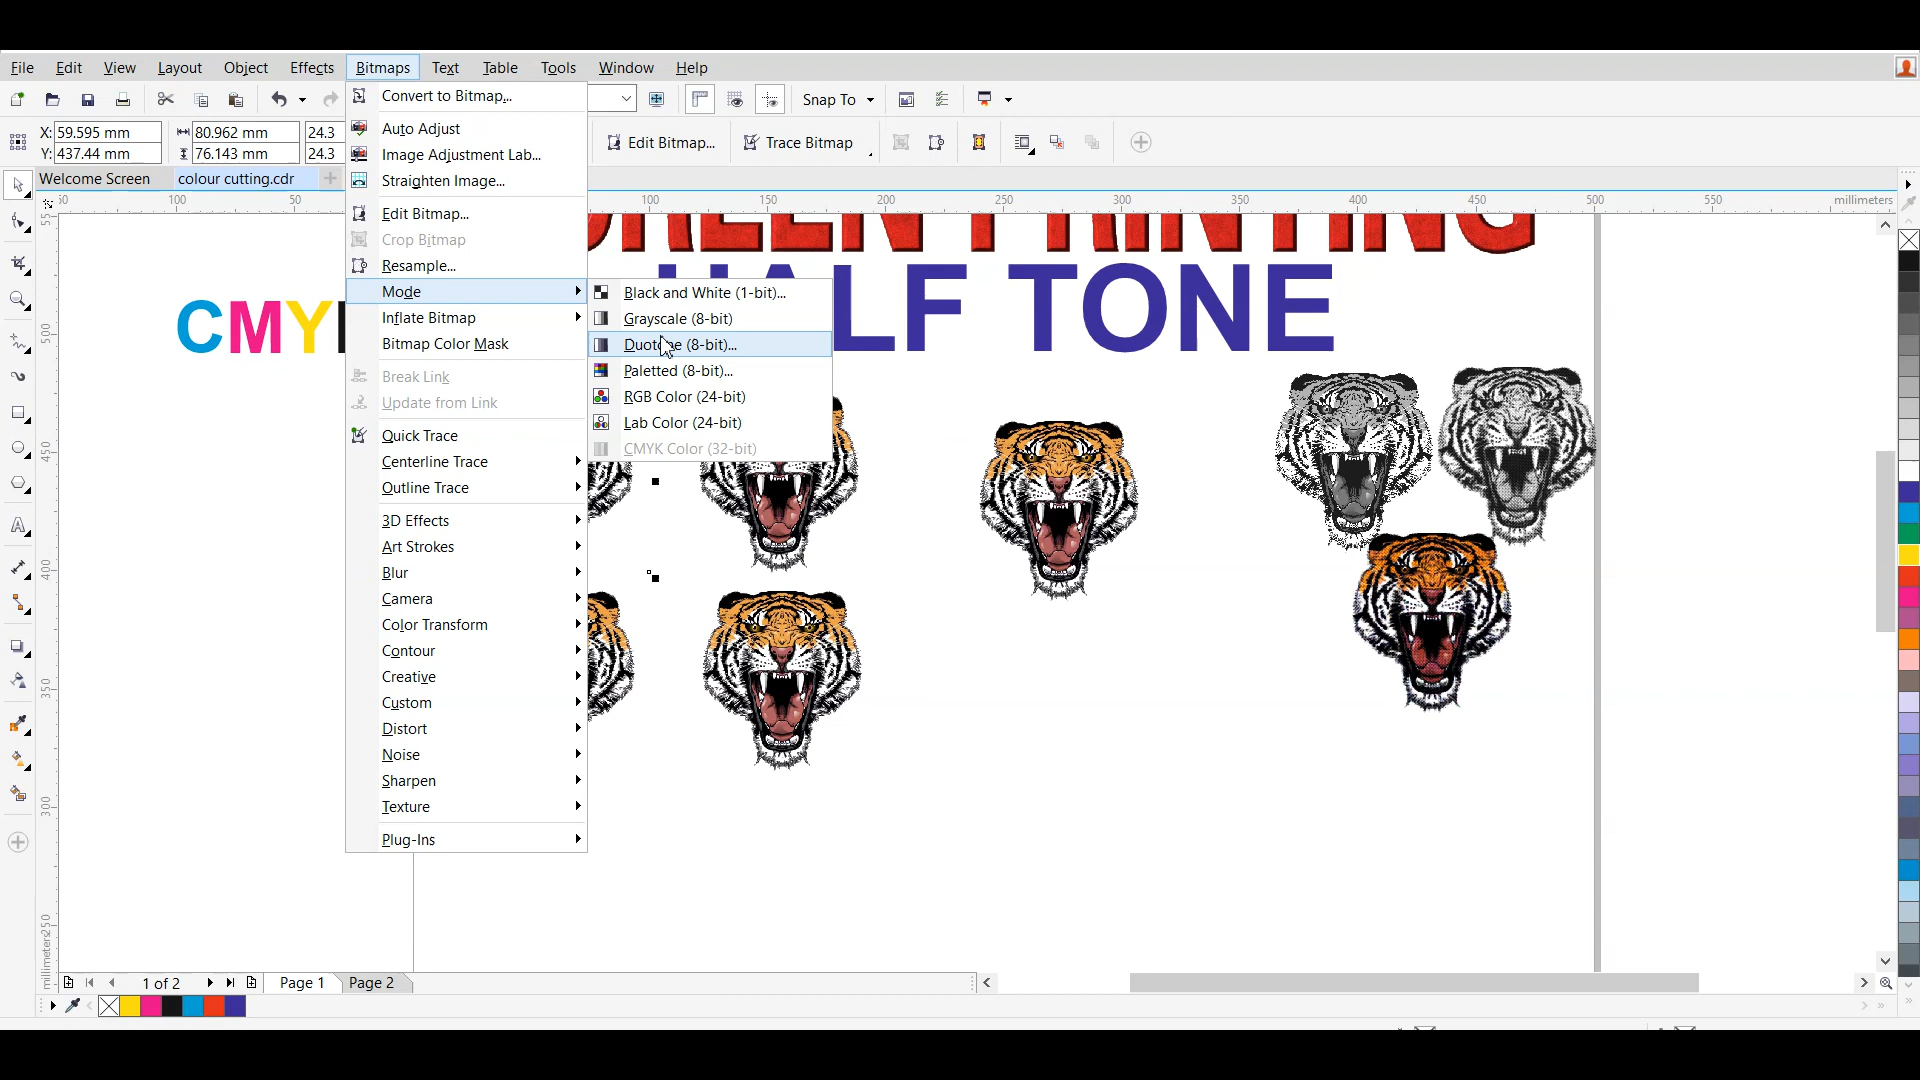 File Edit View Layout Object Effects Bitmaps Text Table Tools Window Help
Snap To
X: 59.595 mm 80.962 mm 24.3
Y: 437.44 mm 76.143 mm 24.3
Edit Bitmap... Trace Bitmap
Welcome Screen colour cutting.cdr
100 50 100 150 200 250 300 350 400 450 500 550 millimeters
500
450
400
350
300
250
millimeters
Convert to Bitmap...
Auto Adjust
Image Adjustment Lab...
Straighten Image...
Edit Bitmap...
Crop Bitmap
Resample...
Mode
Inflate Bitmap
Bitmap Color Mask
Break Link
Update from Link
Quick Trace
Centerline Trace
Outline Trace
3D Effects
Art Strokes
Blur
Camera
Color Transform
Contour
Creative
Custom
Distort
Noise
Sharpen
Texture
Plug-Ins
Black and White (1-bit)...
Grayscale (8-bit)
Duotone (8-bit)...
Paletted (8-bit)...
RGB Color (24-bit)
Lab Color (24-bit)
CMYK Color (32-bit)
REEN PRINTING
HALF TONE
CMY
1 of 2 Page 1 Page 2